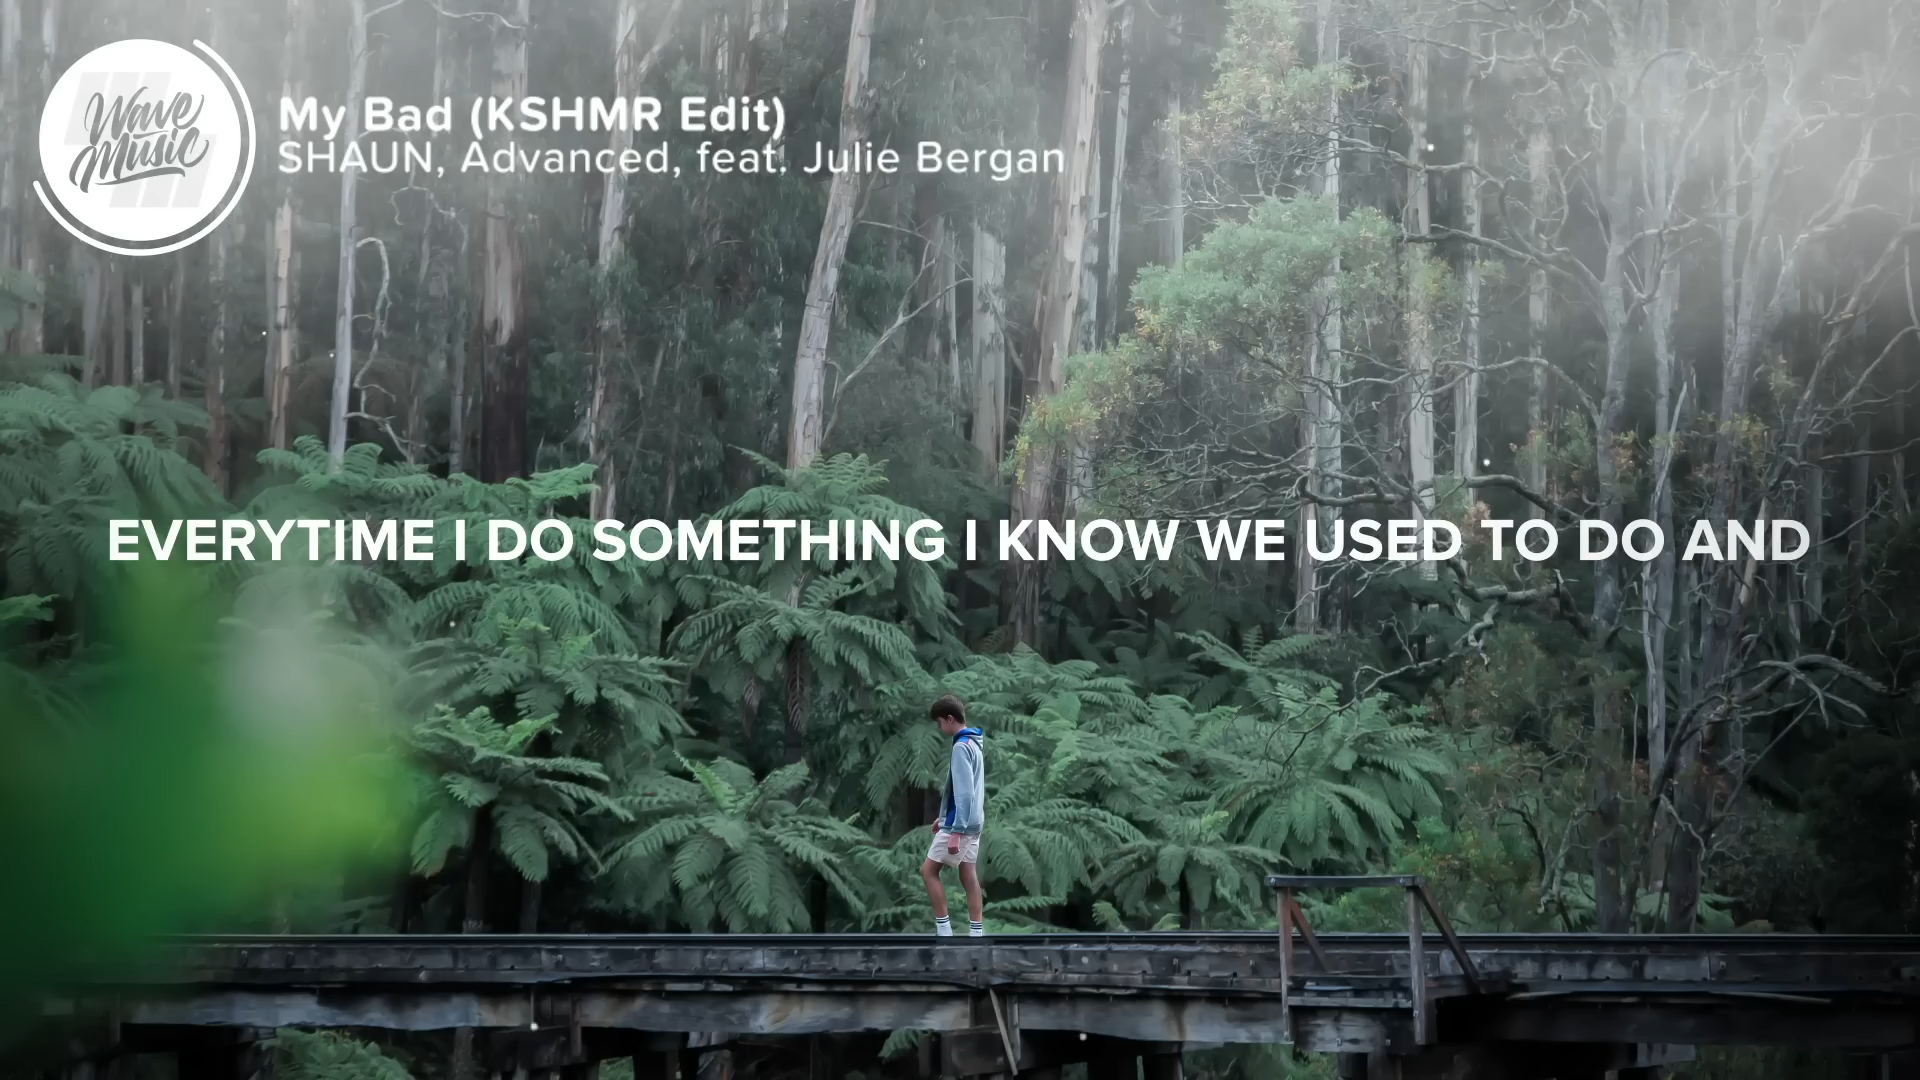 Wave
Music
My Bad (KSHMR Edit)
SHAUN, Advanced, feat. Julie Bergan
EVERYTIME I DO SOMETHING I KNOW WE USED TO DO AND